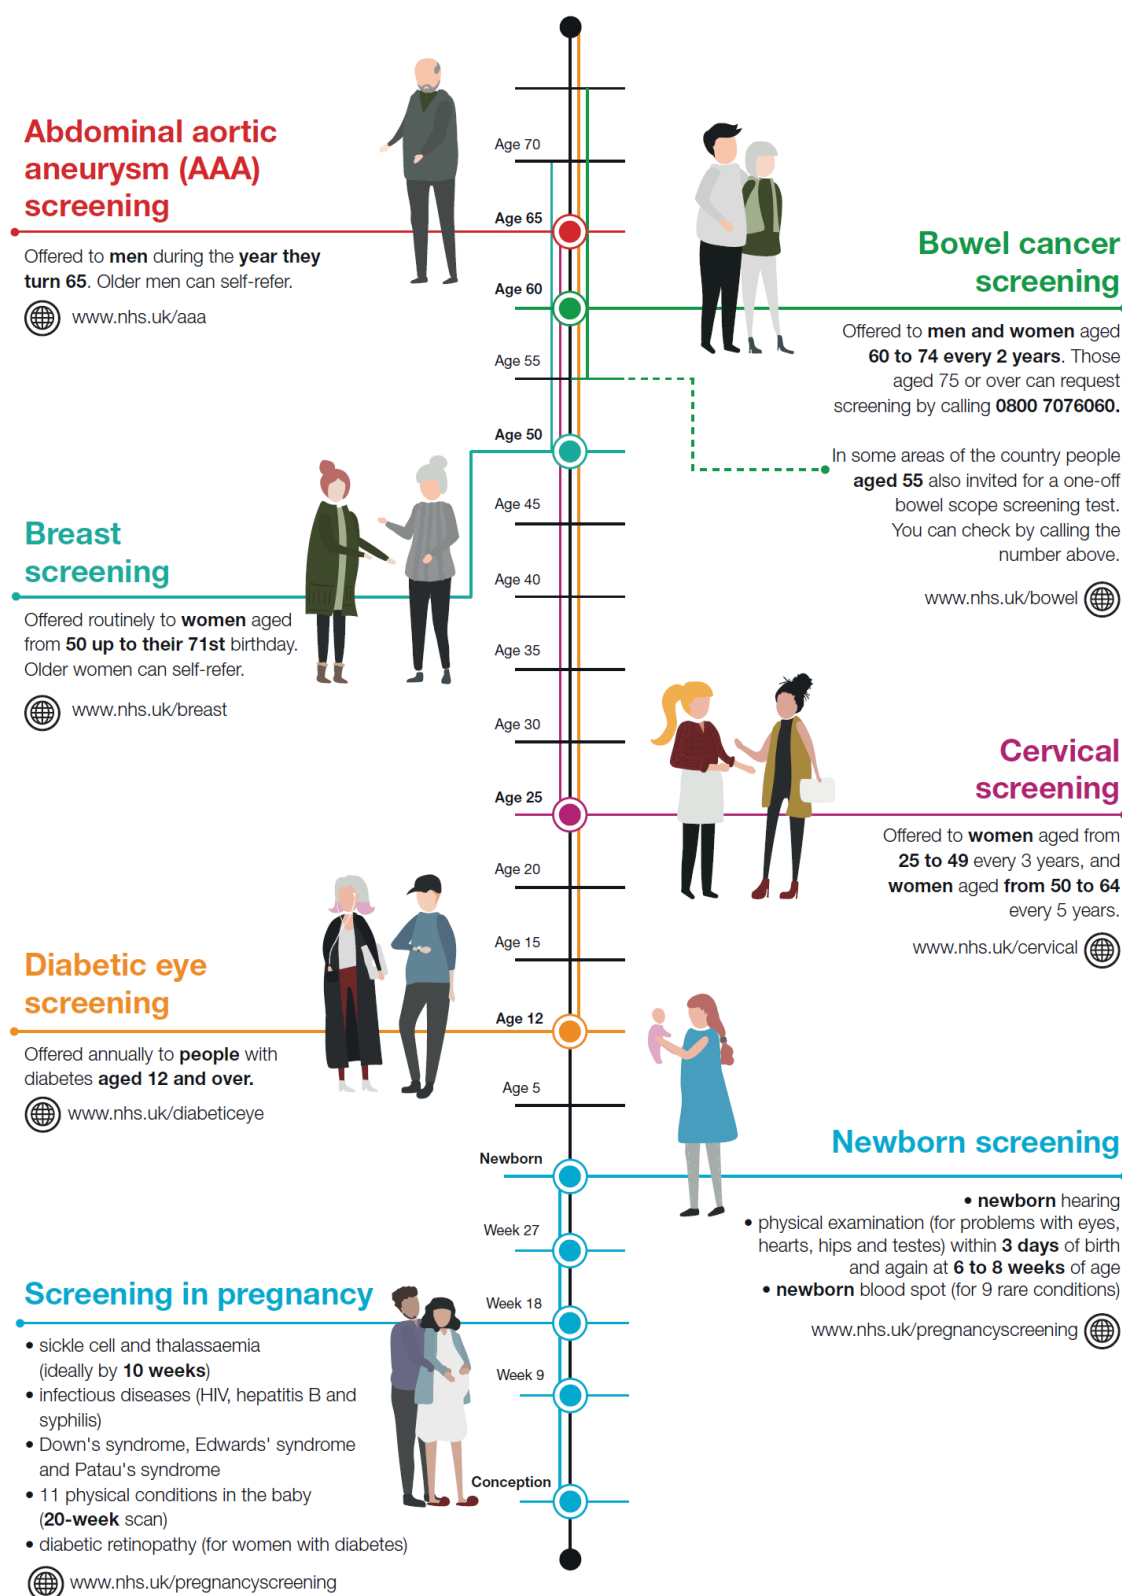 Abdominal aortic
aneurysm (AAA)
screening
Offered to men during the year they
turn 65. Older men can self-refer.
www.nhs.uk/aaa
Age 70
Age 65
Age 60
Age 55
Age 50
Age 45
Age 40
Age 35
Age 30
Age 25
Age 20
Age 15
Age 12
Age 5
Newborn
Week 27
Week 18
Week 9
Conception
Bowel cancer
screening
Offered to men and women aged
60 to 74 every 2 years. Those
aged 75 or over can request
screening by calling 0800 7076060.
In some areas of the country people
aged 55 also invited for a one-off
bowel scope screening test.
You can check by calling the
number above.
www.nhs.uk/bowel
Breast
screening
Offered routinely to women aged
from 50 up to their 71st birthday.
Older women can self-refer.
www.nhs.uk/breast
Cervical
screening
Offered to women aged from
25 to 49 every 3 years, and
women aged from 50 to 64
every 5 years.
www.nhs.uk/cervical
Diabetic eye
screening
Offered annually to people with
diabetes aged 12 and over.
www.nhs.uk/diabeticeye
Newborn screening
• newborn hearing
• physical examination (for problems with eyes,
hearts, hips and testes) within 3 days of birth
and again at 6 to 8 weeks of age
• newborn blood spot (for 9 rare conditions)
www.nhs.uk/pregnancyscreening
Screening in pregnancy
• sickle cell and thalassaemia
(ideally by 10 weeks)
• infectious diseases (HIV, hepatitis B and
syphilis)
• Down's syndrome, Edwards' syndrome
and Patau's syndrome
• 11 physical conditions in the baby
(20-week scan)
• diabetic retinopathy (for women with diabetes)
www.nhs.uk/pregnancyscreening